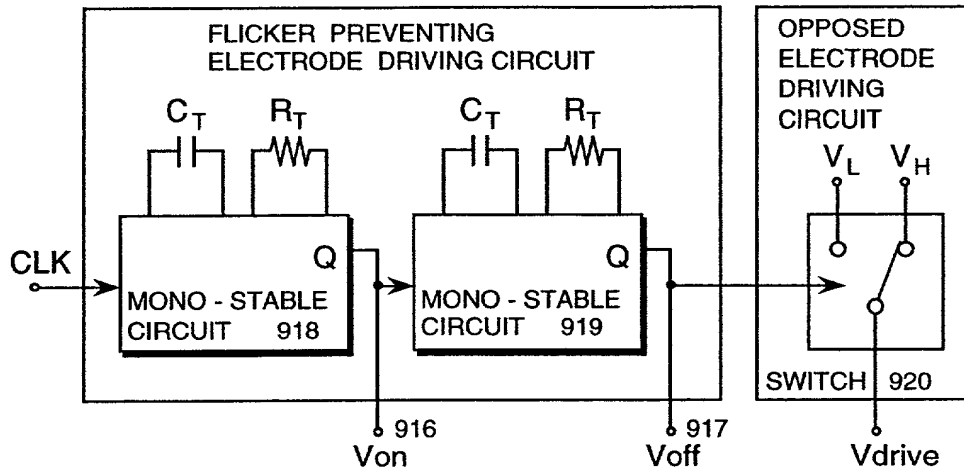 FLICKER PREVENTING
ELECTRODE DRIVING CIRCUIT
C_T
R_T
C_T
R_T
CLK
Q
MONO - STABLE
CIRCUIT 918
Q
MONO - STABLE
CIRCUIT 919
916
Von
917
Voff
OPPOSED
ELECTRODE
DRIVING
CIRCUIT
V_L
V_H
SWITCH 920
Vdrive